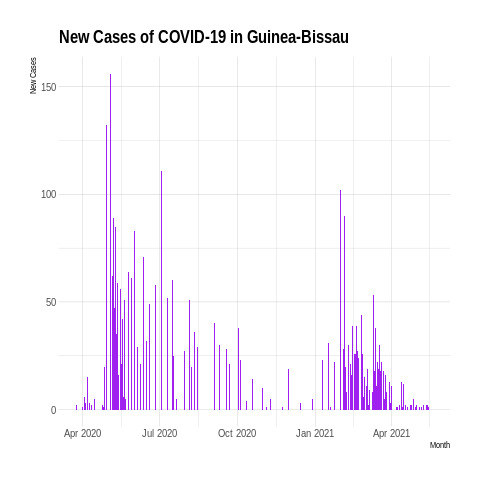 New Cases of COVID-19 in Guinea-Bissau
New Cases
150
100
50
0
Apr 2020 Jul 2020 Oct 2020 Jan 2021 Apr 2021
Month